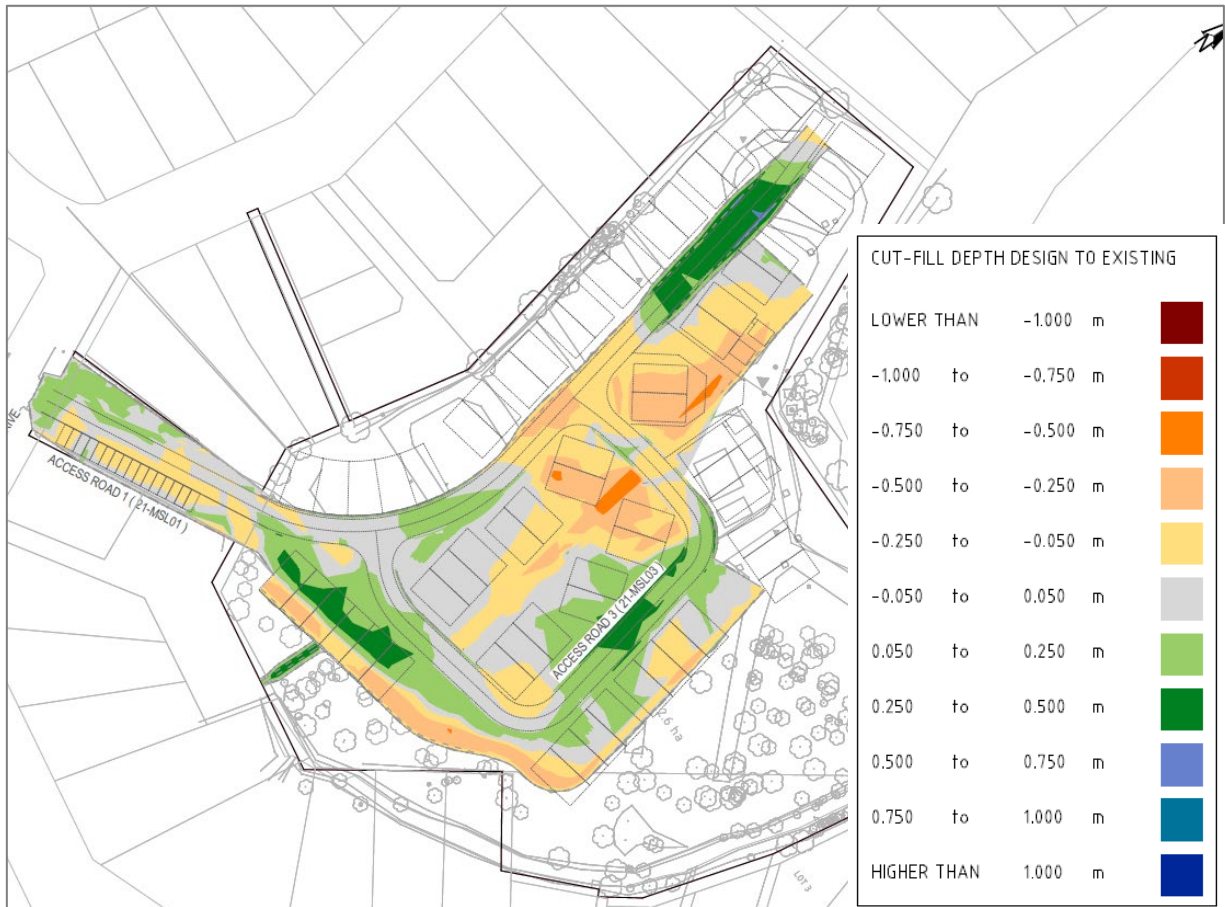 CUT-FILL DEPTH DESIGN TO EXISTING
LOWER THAN -1.000 m
-1.000 to -0.750 m
-0.750 to -0.500 m
-0.500 to -0.250 m
-0.250 to -0.050 m
-0.050 to 0.050 m
0.050 to 0.250 m
0.250 to 0.500 m
0.500 to 0.750 m
0.750 to 1.000 m
HIGHER THAN 1.000 m
ACCESS ROAD 1 ( 21-MSL01 )
ACCESS ROAD 3 ( 21-MSL03 )
2.6 ha
LOT 3